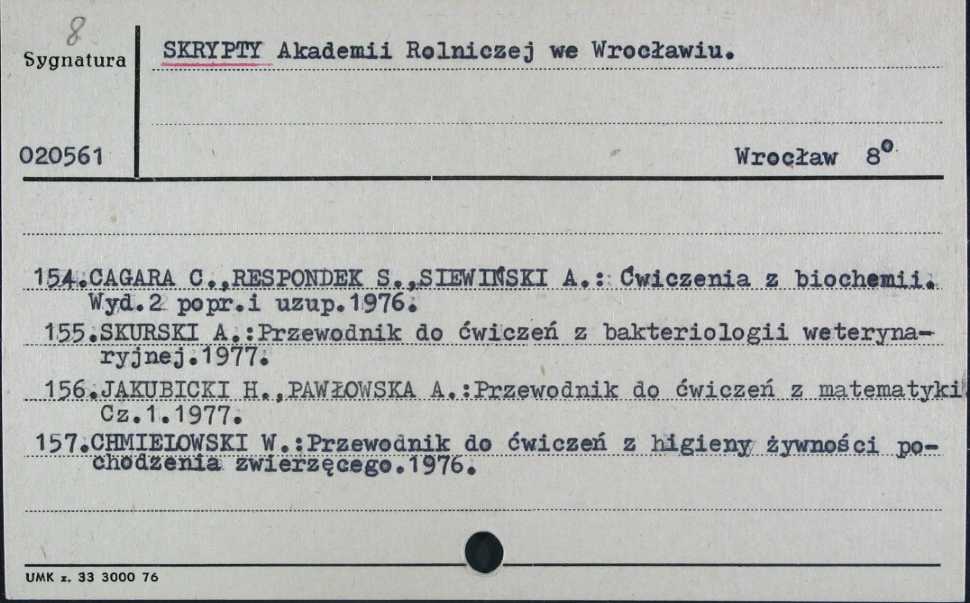 8
Sygnatura
SKRYPTY Akademii Rolniczej we Wrocławiu.
020561
Wrocław 8°
154.CAGARA C.,RESPONDEK S.,SIEWIŃSKI A.: Ćwiczenia z biochemii.
Wyd.2 popr.i uzup.1976.
155.SKURSKI A.:Przewodnik do ćwiczeń z bakteriologii weteryna-
ryjnej.1977.
156.JAKUBICKI H.,PAWŁOWSKA A.:Przewodnik do ćwiczeń z matematyki
Cz.1.1977.
157.CHMIELOWSKI W.:Przewodnik do ćwiczeń z higieny żywności po-
chodzenia zwierzęcego.1976.
UMK z. 33 3000 76